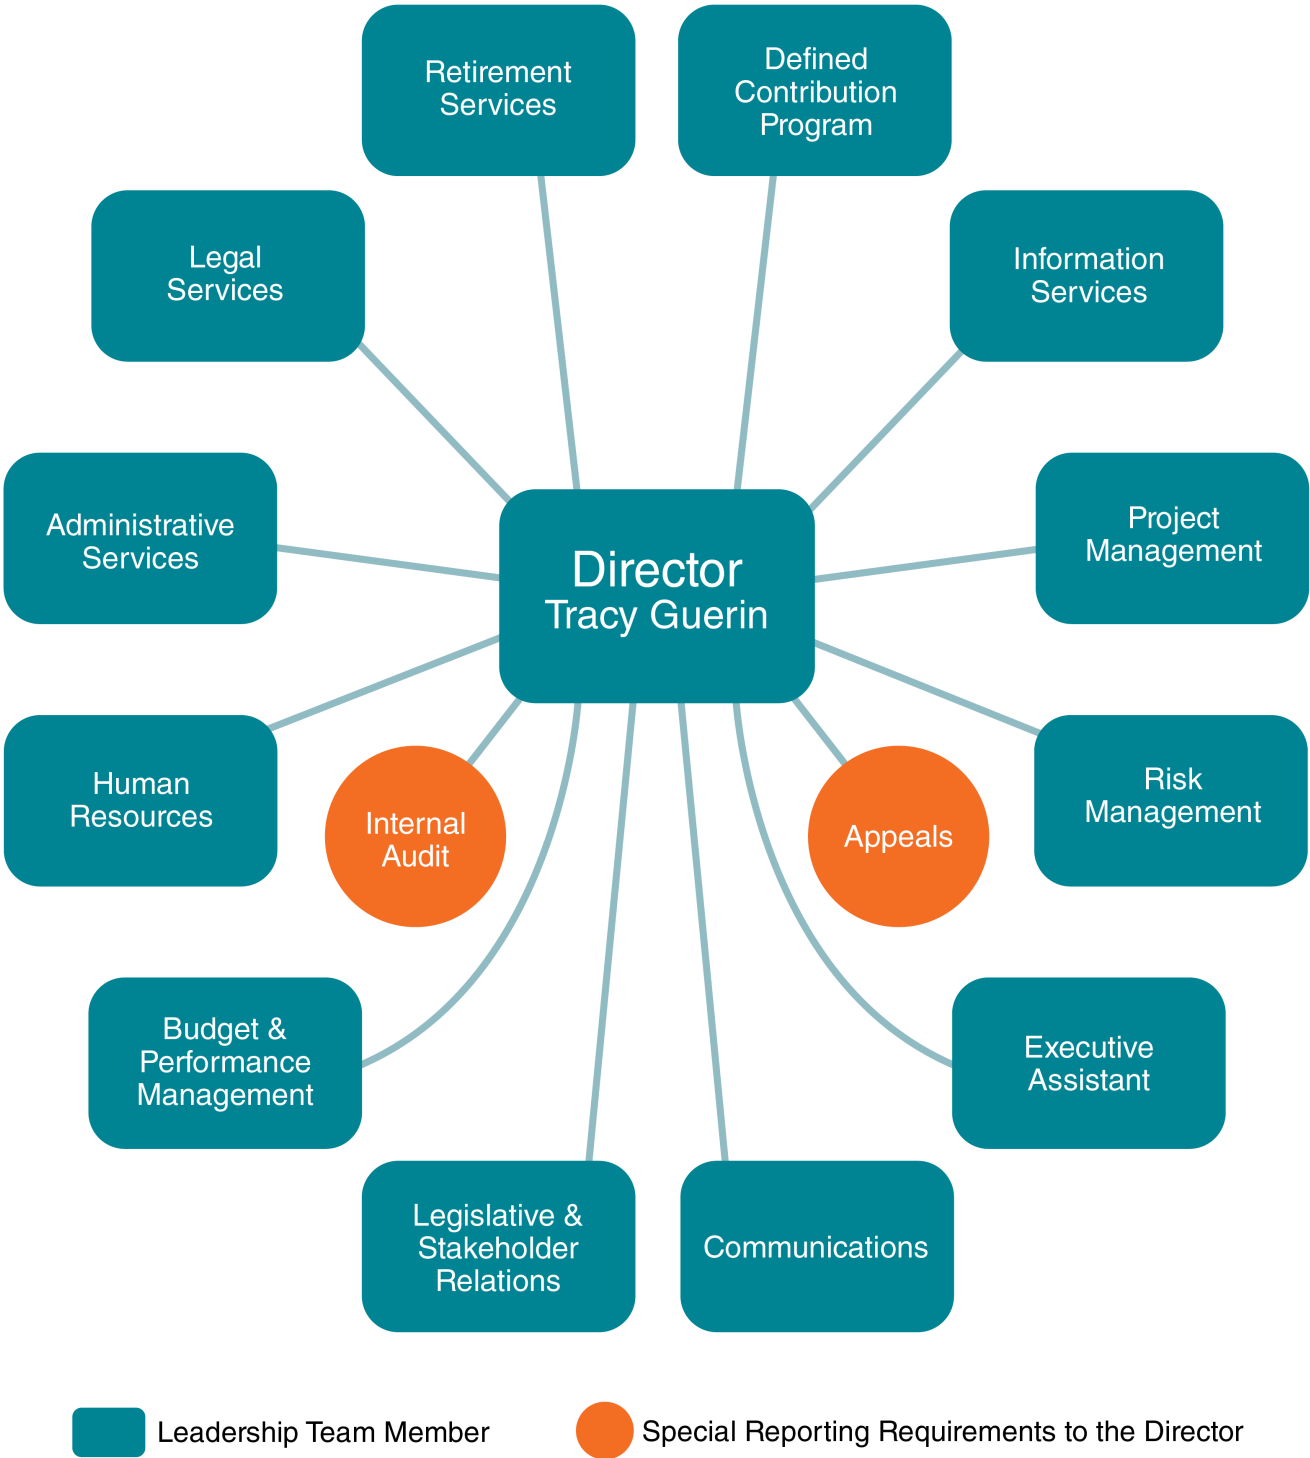 Retirement
Services
Defined
Contribution
Program
Legal
Services
Information
Services
Administrative
Services
Project
Management
Director
Tracy Guerin
Human
Resources
Internal
Audit
Appeals
Risk
Management
Budget &
Performance
Management
Executive
Assistant
Legislative &
Stakeholder
Relations
Communications
Leadership Team Member
Special Reporting Requirements to the Director